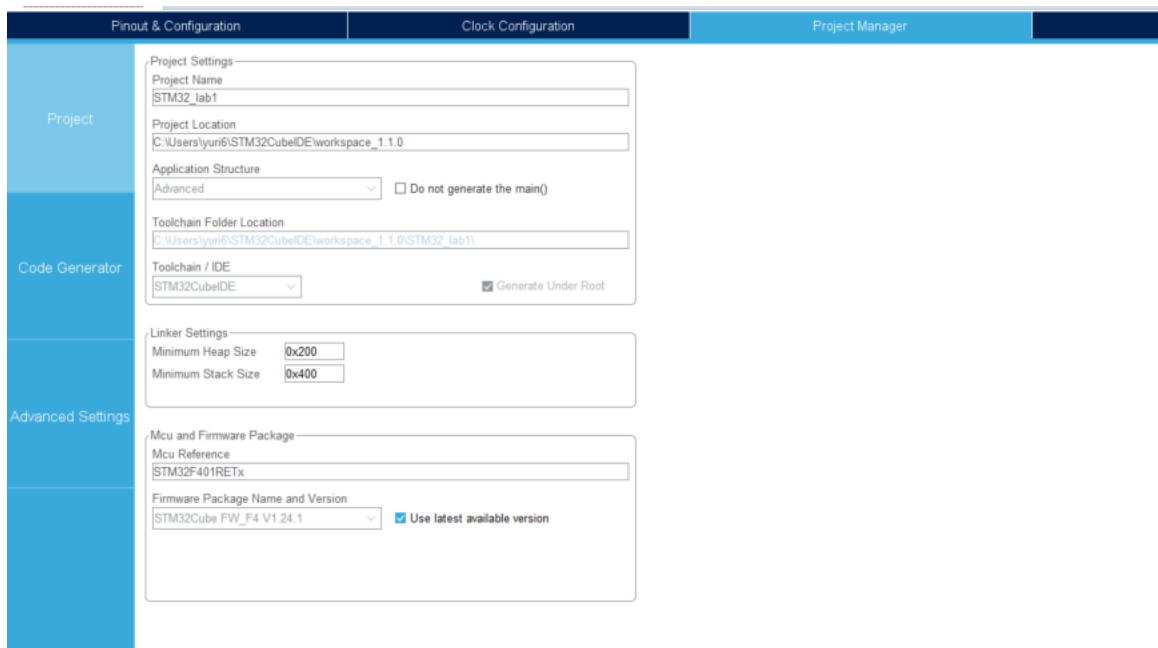 Pinout & Configuration
Clock Configuration
Project Manager
Project
Code Generator
Advanced Settings
Project Settings
Project Name
STM32_lab1
Project Location
C:\Users\yuri6\STM32CubeIDE\workspace_1.1.0
Application Structure
Advanced
Do not generate the main()
Toolchain Folder Location
C:\Users\yuri6\STM32CubeIDE\workspace_1.1.0\STM32_lab1\
Toolchain / IDE
STM32CubeIDE
Generate Under Root
Linker Settings
Minimum Heap Size 0x200
Minimum Stack Size 0x400
Mcu and Firmware Package
Mcu Reference
STM32F401RETx
Firmware Package Name and Version
STM32Cube FW_F4 V1.24.1
Use latest available version